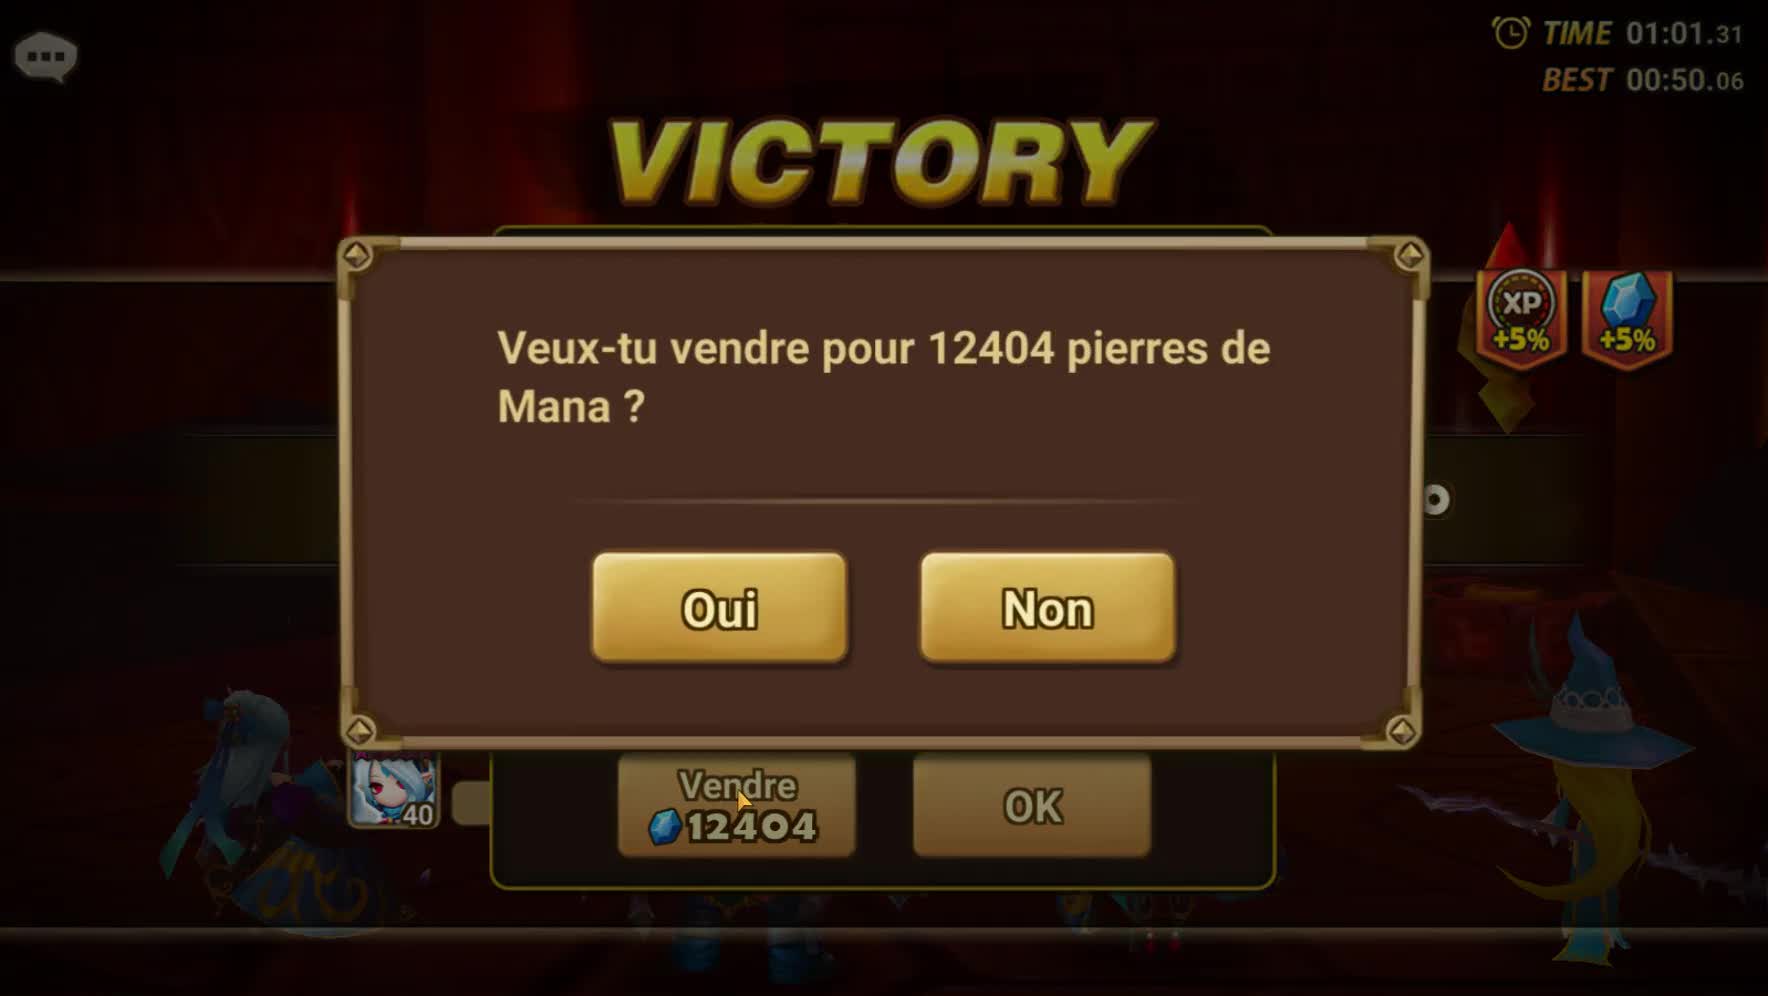 TIME 01:01.31
BEST 00:50.06
VICTORY
XP
+5%
+5%
Veux-tu vendre pour 12404 pierres de
Mana ?
Oui
Non
40
Vendre
12404
OK